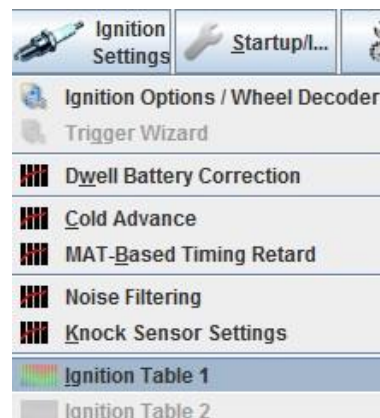 Ignition
Settings
Startup/I...
Ignition Options / Wheel Decoder
Trigger Wizard
Dwell Battery Correction
Cold Advance
MAT-Based Timing Retard
Noise Filtering
Knock Sensor Settings
Ignition Table 1
Ignition Table 2